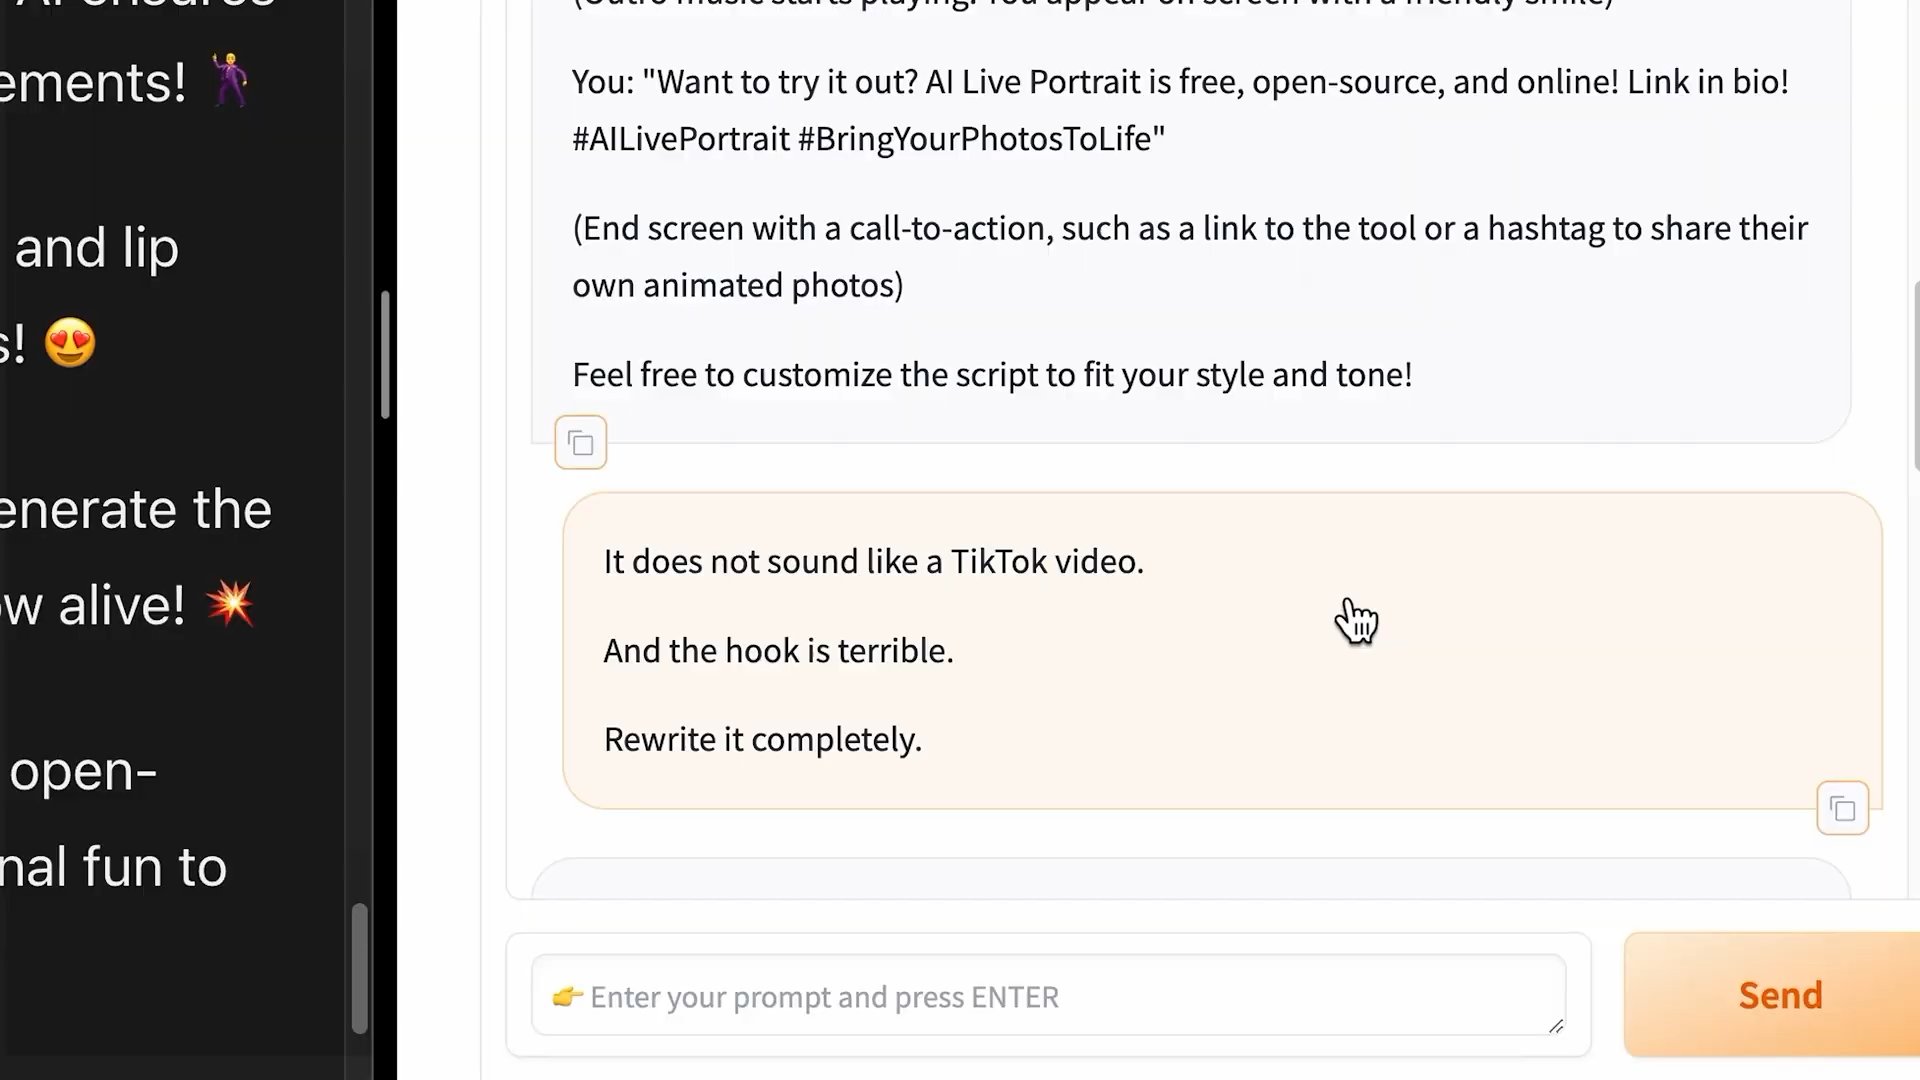 ements! 🕺
and lip
s! 😍
enerate the
ow alive! 💥
open-
nal fun to
You: "Want to try it out? AI Live Portrait is free, open-source, and online! Link in bio!
#AILivePortrait #BringYourPhotosToLife"
(End screen with a call-to-action, such as a link to the tool or a hashtag to share their
own animated photos)
Feel free to customize the script to fit your style and tone!
It does not sound like a TikTok video.
And the hook is terrible.
Rewrite it completely.
👉 Enter your prompt and press ENTER
Send